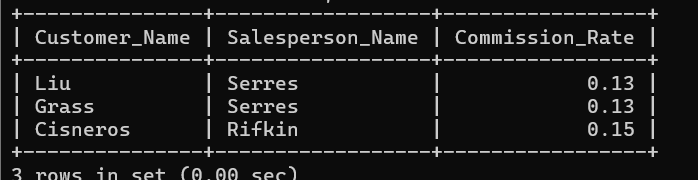 +---------------+------------------+-----------------+
| Customer_Name | Salesperson_Name | Commission_Rate |
+---------------+------------------+-----------------+
| Liu           | Serres           |            0.13 |
| Grass         | Serres           |            0.13 |
| Cisneros      | Rifkin           |            0.15 |
+---------------+------------------+-----------------+
3 rows in set (0.00 sec)